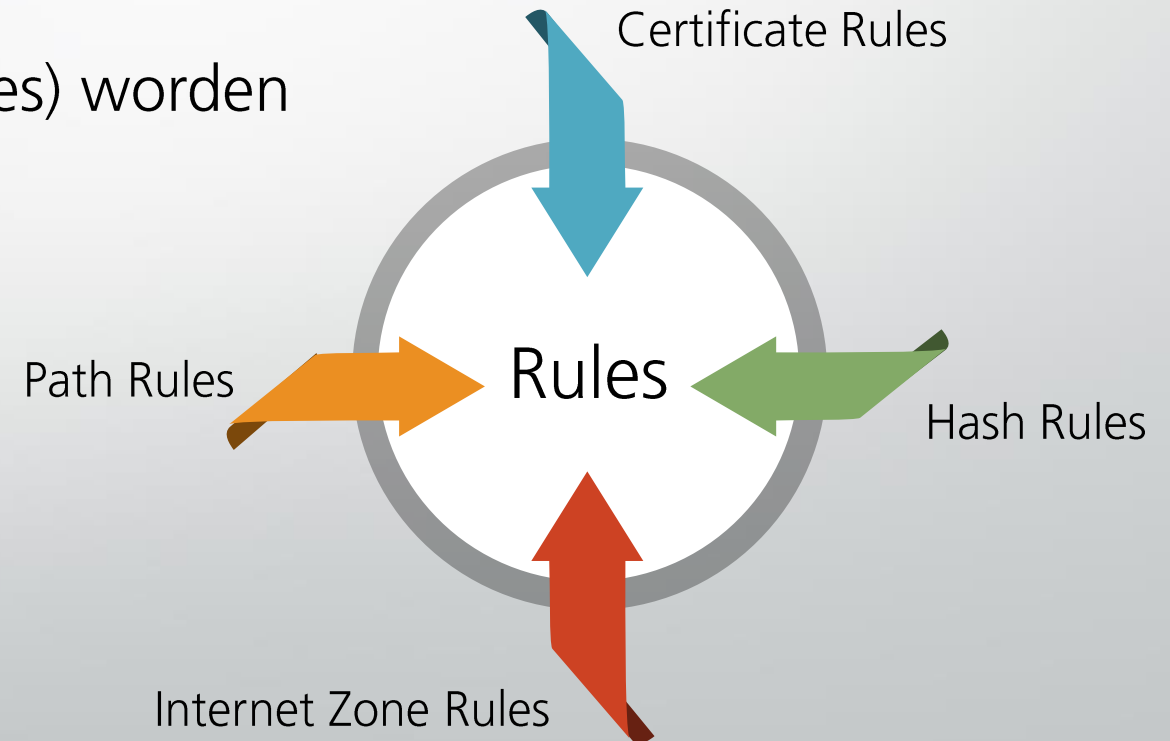 Certificate Rules
es) worden
Rules
Path Rules
Hash Rules
Internet Zone Rules